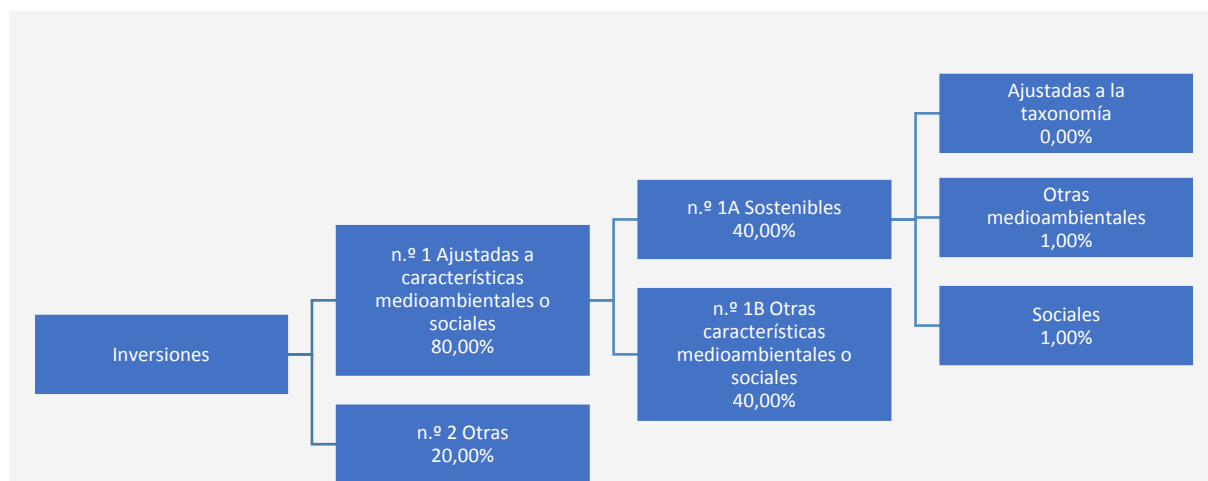 Inversiones
n.º 1 Ajustadas a
características
medioambientales o
sociales
80,00%
n.º 2 Otras
20,00%
n.º 1A Sostenibles
40,00%
n.º 1B Otras
características
medioambientales o
sociales
40,00%
Ajustadas a la
taxonomía
0,00%
Otras
medioambientales
1,00%
Sociales
1,00%